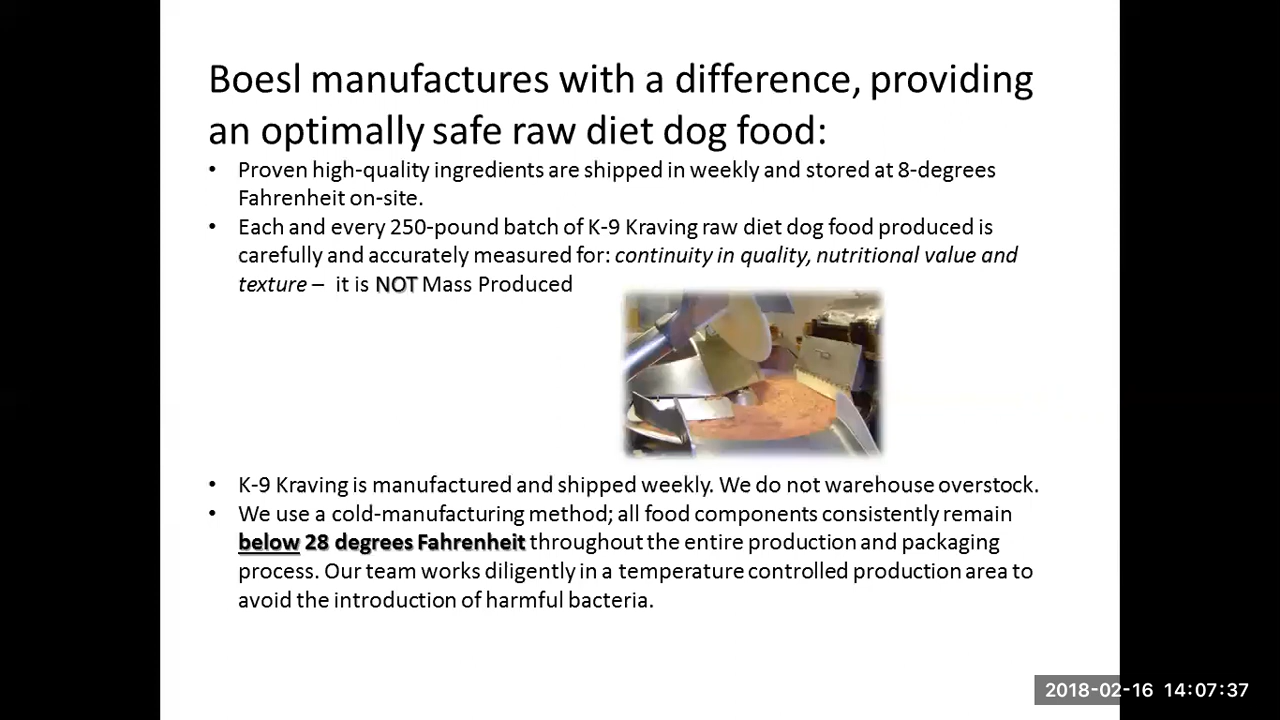 Boesl manufactures with a difference, providing
an optimally safe raw diet dog food:
• Proven high-quality ingredients are shipped in weekly and stored at 8-degrees
Fahrenheit on-site.
• Each and every 250-pound batch of K-9 Kraving raw diet dog food produced is
carefully and accurately measured for: continuity in quality, nutritional value and
texture – it is NOT Mass Produced
• K-9 Kraving is manufactured and shipped weekly. We do not warehouse overstock.
• We use a cold-manufacturing method; all food components consistently remain
below 28 degrees Fahrenheit throughout the entire production and packaging
process. Our team works diligently in a temperature controlled production area to
avoid the introduction of harmful bacteria.
2018-02-16 14:07:37